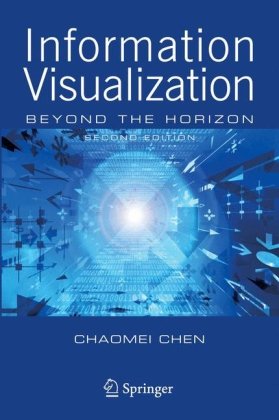 Information
Visualization
BEYOND THE HORIZON
SECOND EDITION
CHAOMEI CHEN
Springer